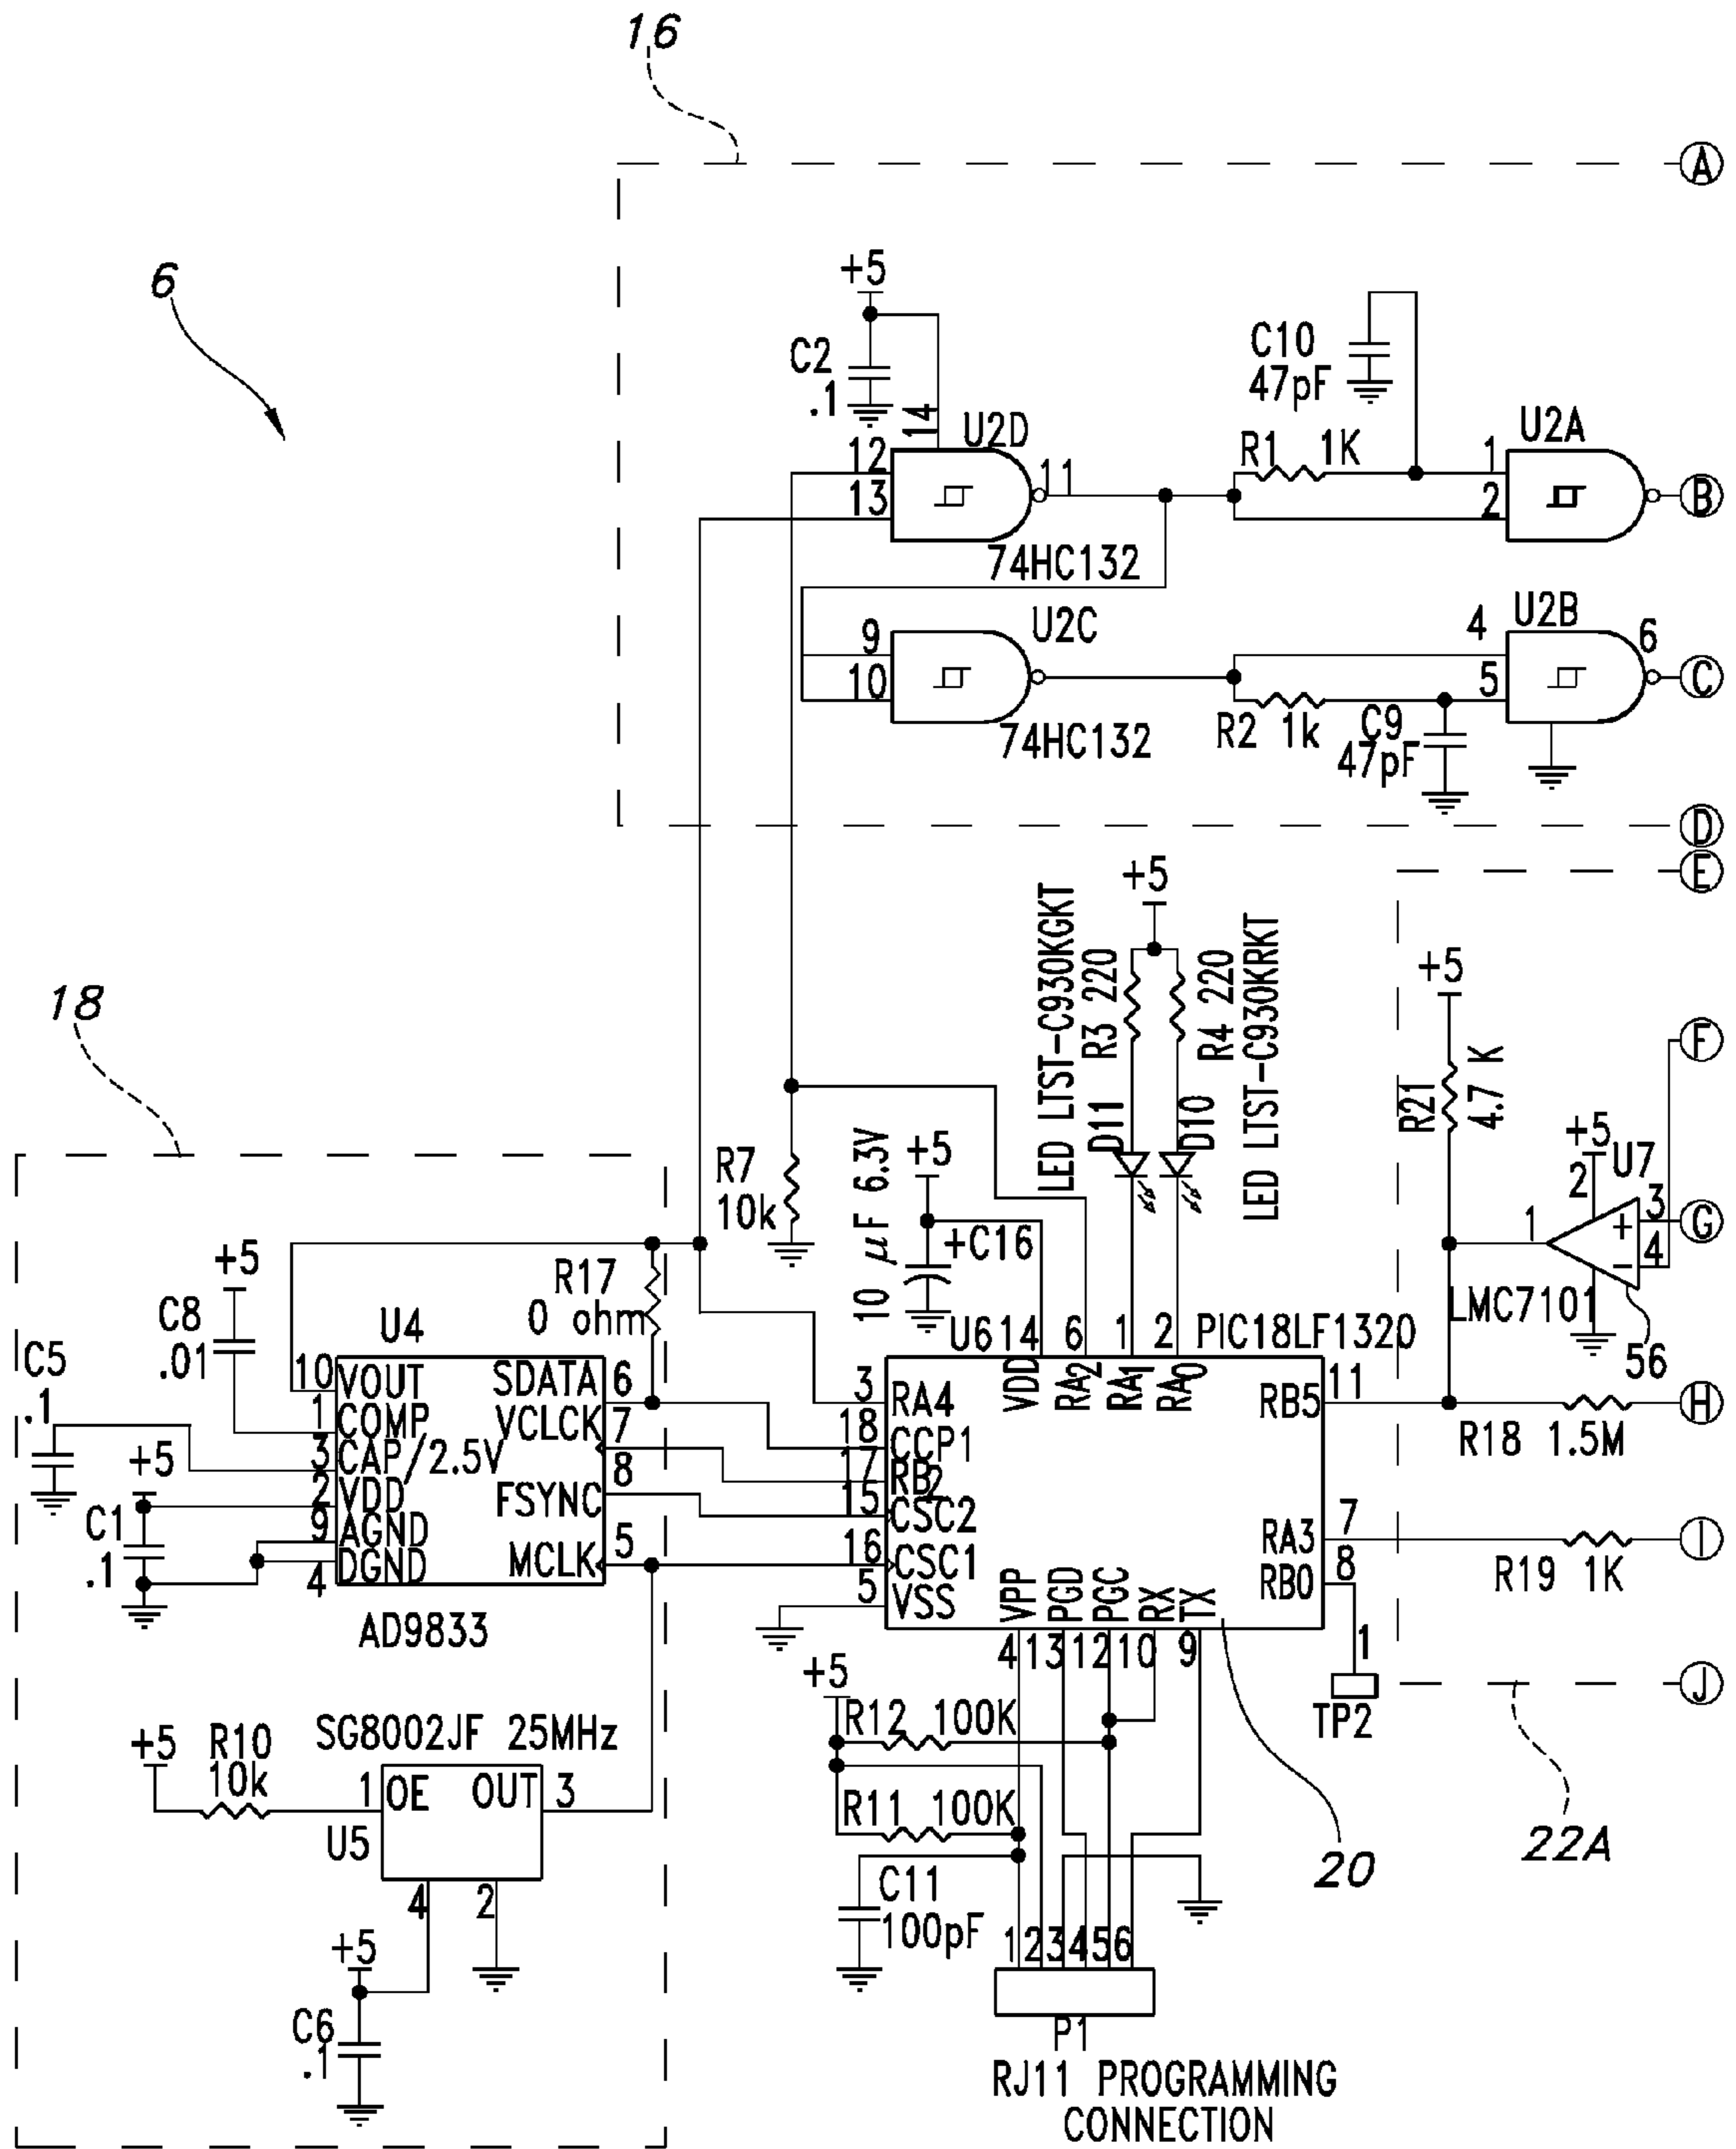 16
A
6
+5
C2
.1
14
C10
47pF
U2D
12
13
11
R1 1K
U2A
1
2
B
74HC132
U2C
9
10
74HC132
U2B
4
5
6
C
R2 1k
C9
47pF
D
E
+5
LED LTST-C930KGKT
R3 220
R4 220
LED LTST-C930KRKT
D11
D10
+5
R21
4.7 K
F
18
R7
10k
10 µF 6.3V
+5
+C16
+5
U7
2
1
3
4
+
−
G
LMC7101
56
+5
C8
.01
C5
.1
U4
R17
0 ohm
U6
14
6
1
2
PIC18LF1320
10
VOUT
1
COMP
3
CAP/2.5V
2
VDD
9
AGND
4
DGND
SDATA
6
VCLCK
7
8
FSYNC
MCLK
5
+5
C1
.1
AD9833
VDD
RA2
RA1
RA0
3
RA4
18
CCP1
17
RB2
15
CSC2
16
CSC1
5
VSS
RB5
11
R18 1.5M
H
RA3
7
RB0
8
R19 1K
I
VPP
PGD
PGC
RX
TX
4
13
12
10
9
1
TP2
J
+5
R12 100K
R11 100K
C11
100pF
20
22A
SG8002JF 25MHz
+5
R10
10k
1
OE
OUT
3
U5
4
2
+5
C6
.1
1
2
3
4
5
6
P1
RJ11 PROGRAMMING
CONNECTION